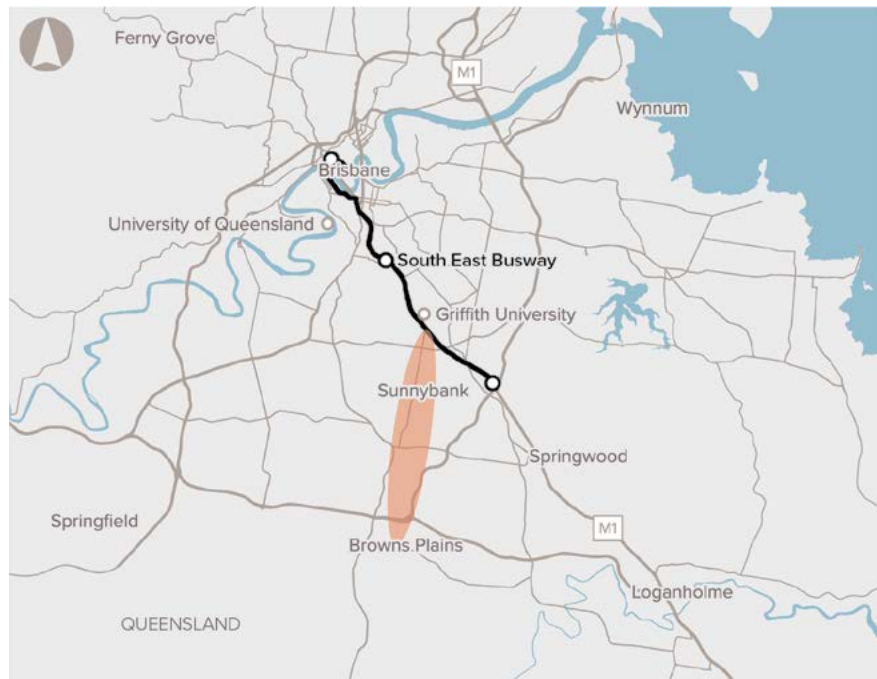 Ferny Grove
M1
Wynnum
Brisbane
University of Queensland
South East Busway
Griffith University
Sunnybank
Springwood
Springfield
M1
Browns Plains
Loganholme
QUEENSLAND